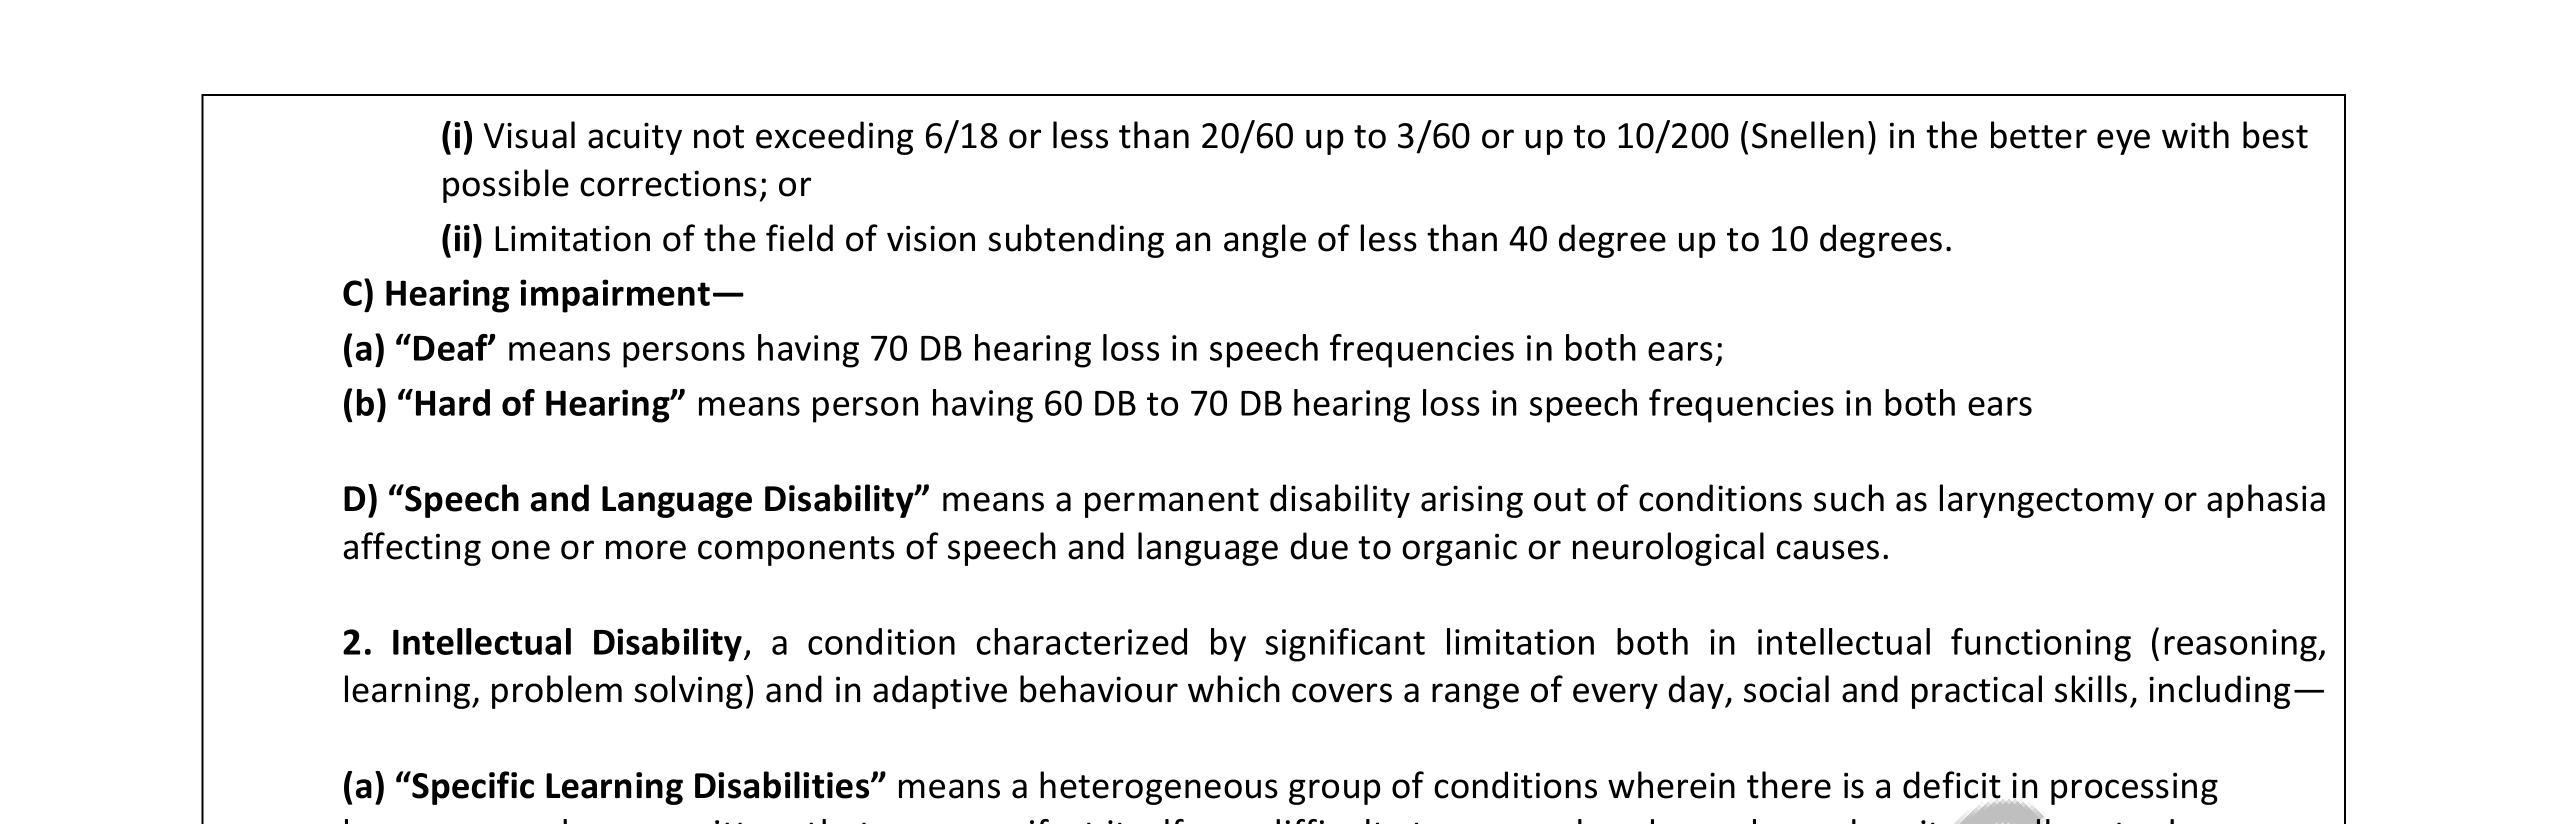 (i) Visual acuity not exceeding 6/18 or less than 20/60 up to 3/60 or up to 10/200 (Snellen) in the better eye with best
possible corrections; or
(ii) Limitation of the field of vision subtending an angle of less than 40 degree up to 10 degrees.
C) Hearing impairment—
(a) “Deaf’ means persons having 70 DB hearing loss in speech frequencies in both ears;
(b) “Hard of Hearing” means person having 60 DB to 70 DB hearing loss in speech frequencies in both ears
D) “Speech and Language Disability” means a permanent disability arising out of conditions such as laryngectomy or aphasia
affecting one or more components of speech and language due to organic or neurological causes.
2. Intellectual Disability, a condition characterized by significant limitation both in intellectual functioning (reasoning,
learning, problem solving) and in adaptive behaviour which covers a range of every day, social and practical skills, including—
(a) “Specific Learning Disabilities” means a heterogeneous group of conditions wherein there is a deficit in processing